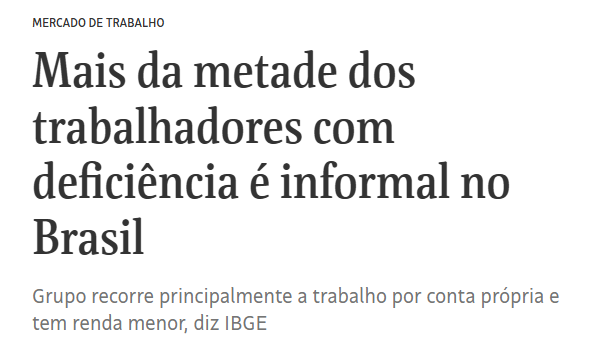 MERCADO DE TRABALHO
Mais da metade dos
trabalhadores com
deficiência é informal no
Brasil
Grupo recorre principalmente a trabalho por conta própria e
tem renda menor, diz IBGE